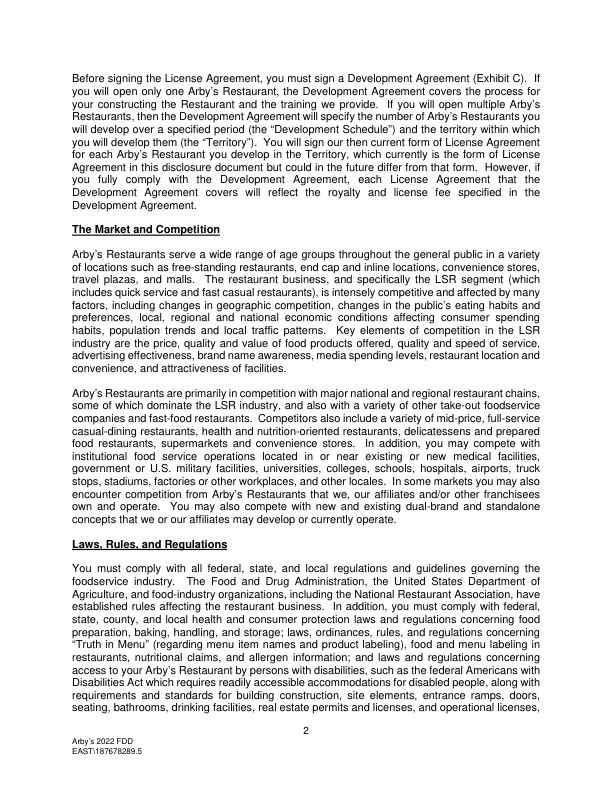 Before signing the License Agreement, you must sign a Development Agreement (Exhibit C). If
you will open only one Arby's Restaurant, the Development Agreement covers the process for
your constructing the Restaurant and the training we provide. If you will open multiple Arby's
Restaurants, then the Development Agreement will specify the number of Arby's Restaurants you
will develop over a specified period (the “Development Schedule”) and the territory within which
you will develop them (the “Territory”). You will sign our then current form of License Agreement
for each Arby's Restaurant you develop in the Territory, which currently is the form of License
Agreement in this disclosure document but could in the future differ from that form. However, if
you fully comply with the Development Agreement, each License Agreement that the
Development Agreement covers will reflect the royalty and license fee specified in the
Development Agreement.
The Market and Competition
Arby's Restaurants serve a wide range of age groups throughout the general public in a variety
of locations such as free-standing restaurants, end cap and inline locations, convenience stores,
travel plazas, and malls. The restaurant business, and specifically the LSR segment (which
includes quick service and fast casual restaurants), is intensely competitive and affected by many
factors, including changes in geographic competition, changes in the public's eating habits and
preferences, local, regional and national economic conditions affecting consumer spending
habits, population trends and local traffic patterns. Key elements of competition in the LSR
industry are the price, quality and value of food products offered, quality and speed of service,
advertising effectiveness, brand name awareness, media spending levels, restaurant location and
convenience, and attractiveness of facilities.
Arby's Restaurants are primarily in competition with major national and regional restaurant chains,
some of which dominate the LSR industry, and also with a variety of other take-out foodservice
companies and fast-food restaurants. Competitors also include a variety of mid-price, full-service
casual-dining restaurants, health and nutrition-oriented restaurants, delicatessens and prepared
food restaurants, supermarkets and convenience stores. In addition, you may compete with
institutional food service operations located in or near existing or new medical facilities,
government or U.S. military facilities, universities, colleges, schools, hospitals, airports, truck
stops, stadiums, factories or other workplaces, and other locales. In some markets you may also
encounter competition from Arby's Restaurants that we, our affiliates and/or other franchisees
own and operate. You may also compete with new and existing dual-brand and standalone
concepts that we or our affiliates may develop or currently operate.
Laws, Rules, and Regulations
You must comply with all federal, state, and local regulations and guidelines governing the
foodservice industry. The Food and Drug Administration, the United States Department of
Agriculture, and food-industry organizations, including the National Restaurant Association, have
established rules affecting the restaurant business. In addition, you must comply with federal,
state, county, and local health and consumer protection laws and regulations concerning food
preparation, baking, handling, and storage; laws, ordinances, rules, and regulations concerning
“Truth in Menu” (regarding menu item names and product labeling), food and menu labeling in
restaurants, nutritional claims, and allergen information; and laws and regulations concerning
access to your Arby's Restaurant by persons with disabilities, such as the federal Americans with
Disabilities Act which requires readily accessible accommodations for disabled people, along with
requirements and standards for building construction, site elements, entrance ramps, doors,
seating, bathrooms, drinking facilities, real estate permits and licenses, and operational licenses,
2
Arby's 2022 FDD
EAST\187678289.5